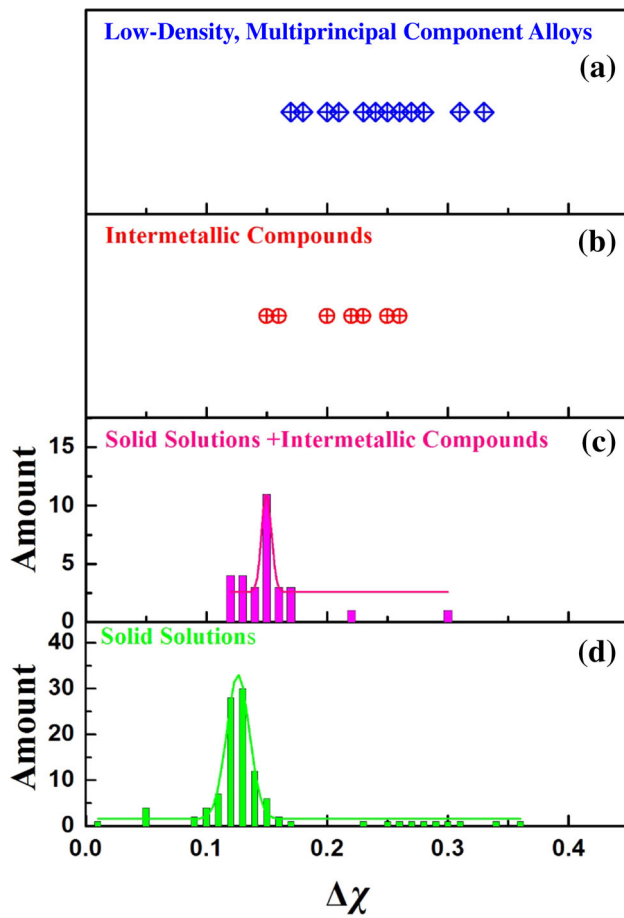 Low-Density, Multiprincipal Component Alloys
(a)
Intermetallic Compounds
(b)
Solid Solutions +Intermetallic Compounds
(c)
15
10
5
0
Amount
Solid Solutions
(d)
40
30
20
10
0
Amount
0.0 0.1 0.2 0.3 0.4
Δχ